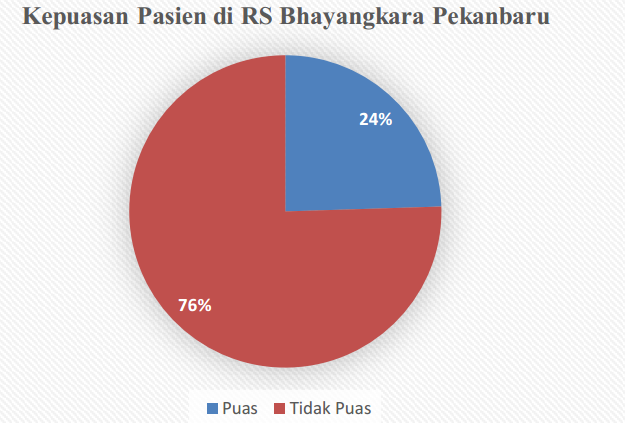 Kepuasan Pasien di RS Bhayangkara Pekanbaru
24%
76%
Puas Tidak Puas